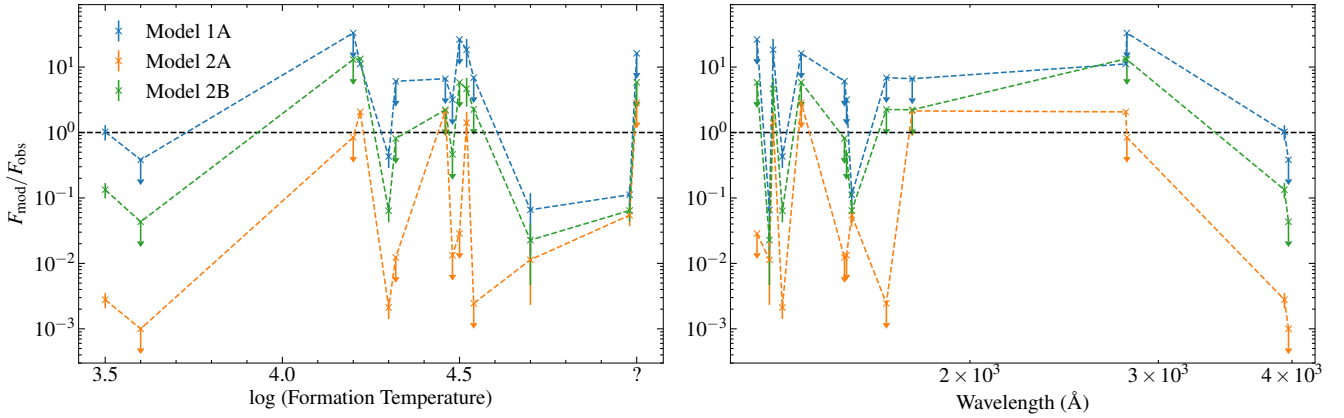 Model 1A
Model 2A
Model 2B
F_mod/F_obs
10¹
10⁰
10⁻¹
10⁻²
10⁻³
3.5 4.0 4.5 ?
log (Formation Temperature)
10¹
10⁰
10⁻¹
10⁻²
10⁻³
2 × 10³ 3 × 10³ 4 × 10³
Wavelength (Å)